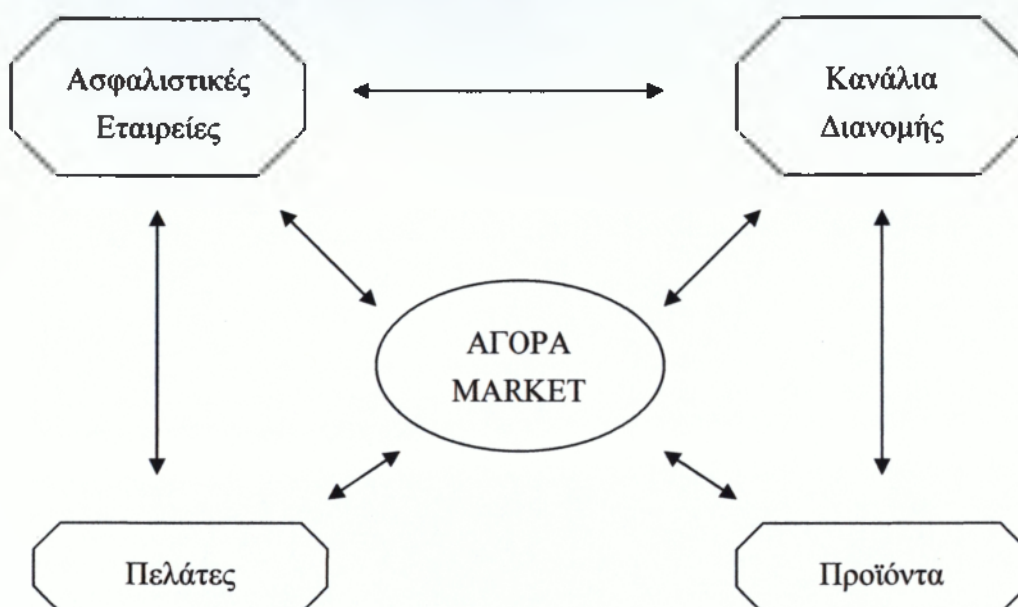 Ασφαλιστικές
Εταιρείες
Κανάλια
Διανομής
ΑΓΟΡΑ
MARKET
Πελάτες
Προϊόντα